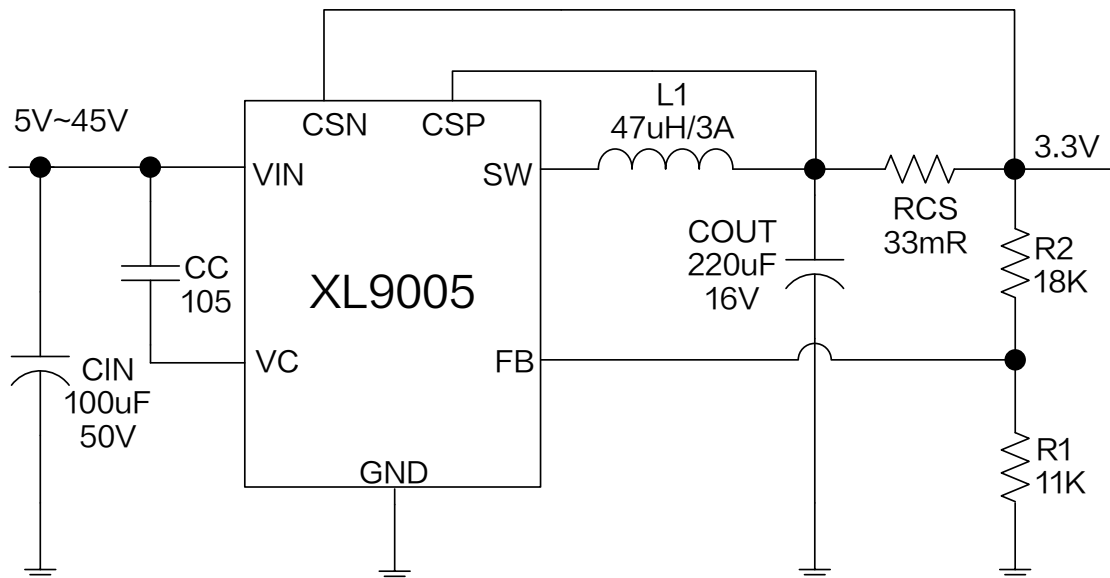 5V~45V
CSN
CSP
L1
47uH/3A
3.3V
VIN
SW
RCS
33mR
COUT
220uF
16V
R2
18K
CC
105
XL9005
VC
FB
CIN
100uF
50V
GND
R1
11K